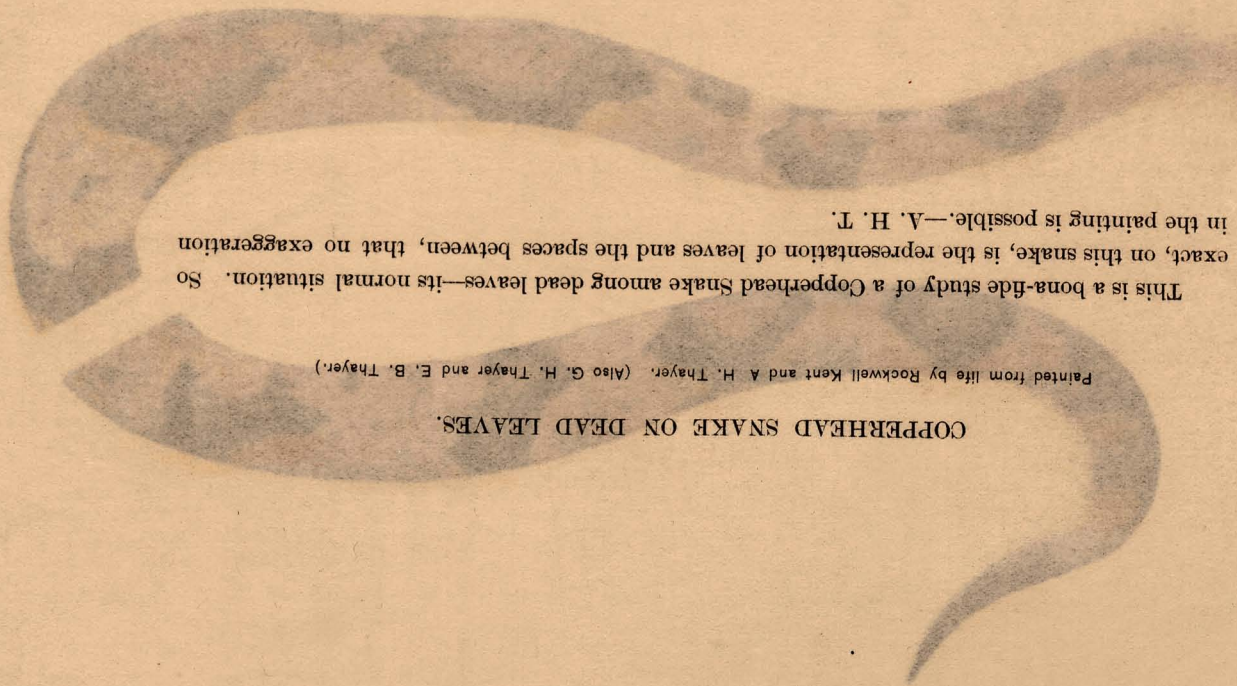 COPPERHEAD SNAKE ON DEAD LEAVES.
Painted from life by Rockwell Kent and A H. Thayer. (Also G. H. Thayer and E. B. Thayer.)
This is a bona-fide study of a Copperhead Snake among dead leaves—its normal situation. So
exact, on this snake, is the representation of leaves and the spaces between, that no exaggeration
in the painting is possible.—A. H. T.